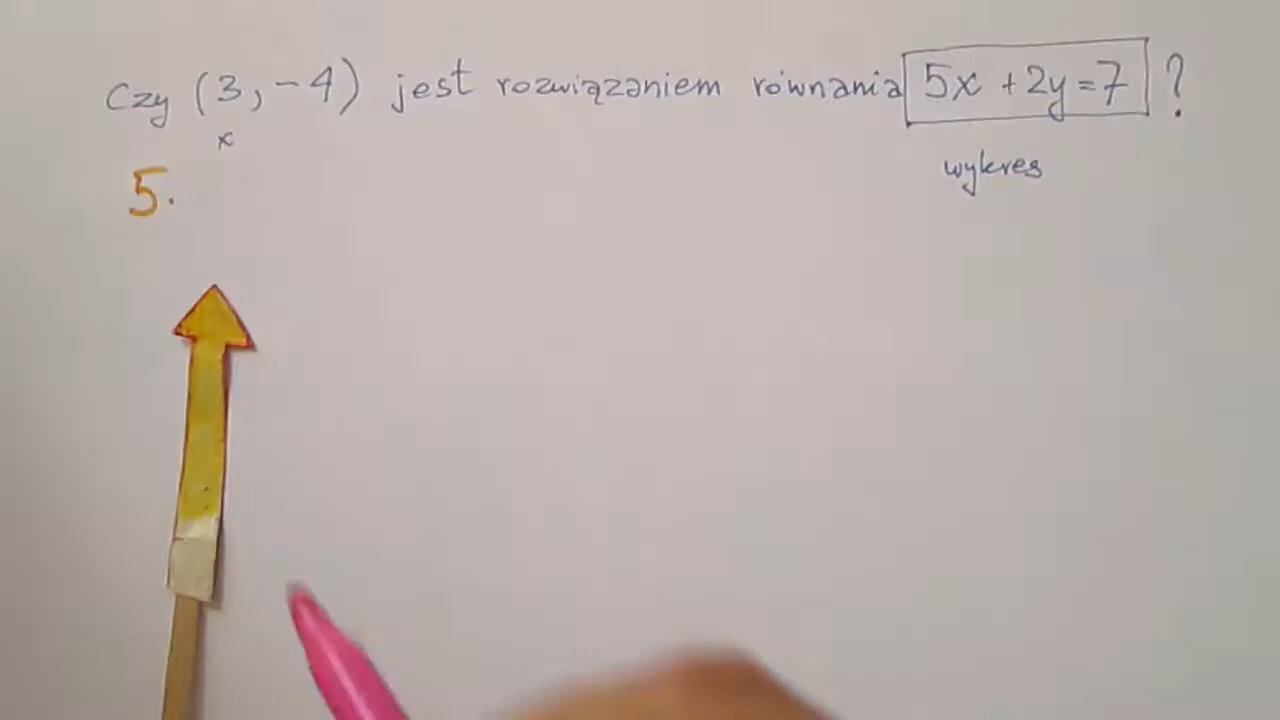 Czy (3, -4) jest rozwiązaniem równania 5x + 2y = 7 ?
x
wykres
5.